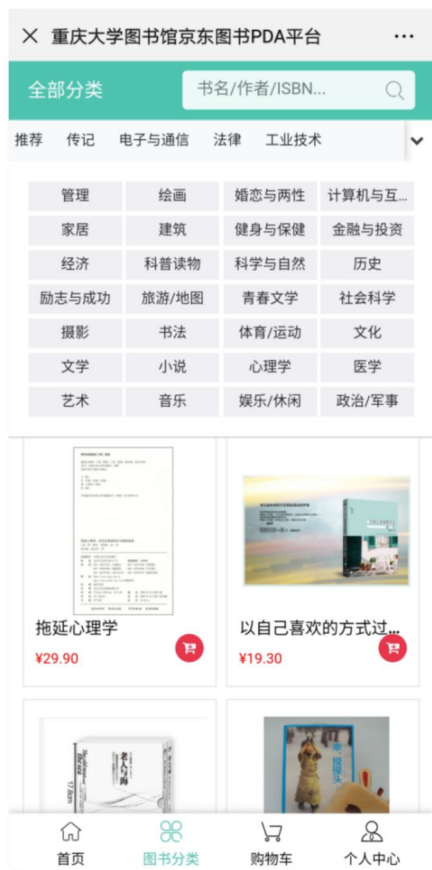 重庆大学图书馆京东图书PDA平台
全部分类
书名/作者/ISBN...
推荐 传记 电子与通信 法律 工业技术
管理 绘画 婚恋与两性 计算机与互...
家居 建筑 健身与保健 金融与投资
经济 科普读物 科学与自然 历史
励志与成功 旅游/地图 青春文学 社会科学
摄影 书法 体育/运动 文化
文学 小说 心理学 医学
艺术 音乐 娱乐/休闲 政治/军事
拖延心理学
¥29.90
以自己喜欢的方式过...
¥19.30
老人与海
首页 图书分类 购物车 个人中心